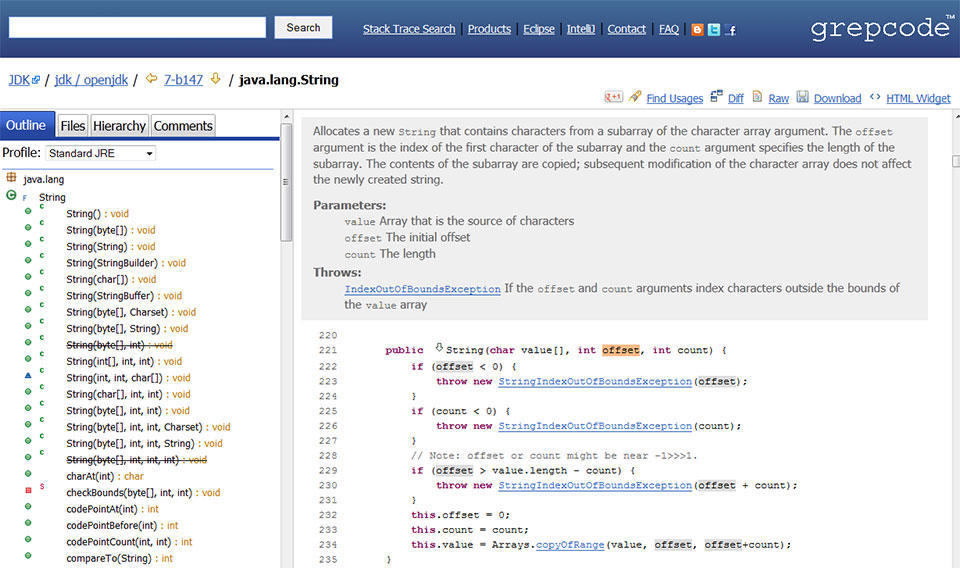 Search
Stack Trace Search | Products | Eclipse | IntelliJ | Contact | FAQ
grepcode™
JDK / jdk / openjdk / 7-b147 / java.lang.String
+1 Find Usages Diff Raw Download HTML Widget
Outline Files Hierarchy Comments
Profile: Standard JRE
java.lang
String
String() : void
String(byte[]) : void
String(String) : void
String(StringBuilder) : void
String(char[]) : void
String(StringBuffer) : void
String(byte[], Charset) : void
String(byte[], String) : void
String(byte[], int) : void
String(int[], int, int) : void
String(int, int, char[]) : void
String(char[], int, int) : void
String(byte[], int, int) : void
String(byte[], int, int, Charset) : void
String(byte[], int, int, String) : void
String(byte[], int, int, int) : void
charAt(int) : char
checkBounds(byte[], int, int) : void
codePointAt(int) : int
codePointBefore(int) : int
codePointCount(int, int) : int
compareTo(String) : int
Allocates a new String that contains characters from a subarray of the character array argument. The offset
argument is the index of the first character of the subarray and the count argument specifies the length of the
subarray. The contents of the subarray are copied; subsequent modification of the character array does not affect
the newly created string.
Parameters:
value Array that is the source of characters
offset The initial offset
count The length
Throws:
IndexOutOfBoundsException If the offset and count arguments index characters outside the bounds of
the value array
220
221 public String(char value[], int offset, int count) {
222 if (offset < 0) {
223 throw new StringIndexOutOfBoundsException(offset);
224 }
225 if (count < 0) {
226 throw new StringIndexOutOfBoundsException(count);
227 }
228 // Note: offset or count might be near -1>>>1.
229 if (offset > value.length - count) {
230 throw new StringIndexOutOfBoundsException(offset + count);
231 }
232 this.offset = 0;
233 this.count = count;
234 this.value = Arrays.copyOfRange(value, offset, offset+count);
235 }